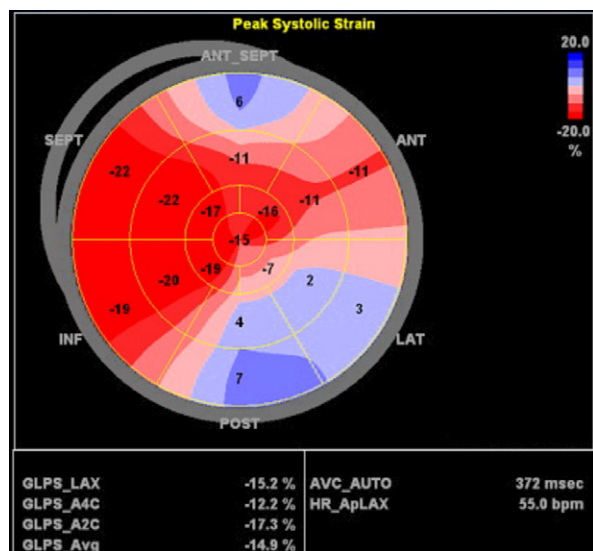 Peak Systolic Strain
20.0
ANT_SEPT
6
-20.0
%
SEPT
ANT
-11
-22
-11
-22
-11
-17
-16
-15
-19
-7
-20
2
-19
4
3
INF
LAT
7
POST
GLPS_LAX -15.2 % AVC_AUTO 372 msec
GLPS_A4C -12.2 % HR_ApLAX 55.0 bpm
GLPS_A2C -17.3 %
GLPS_Avg -14.9 %